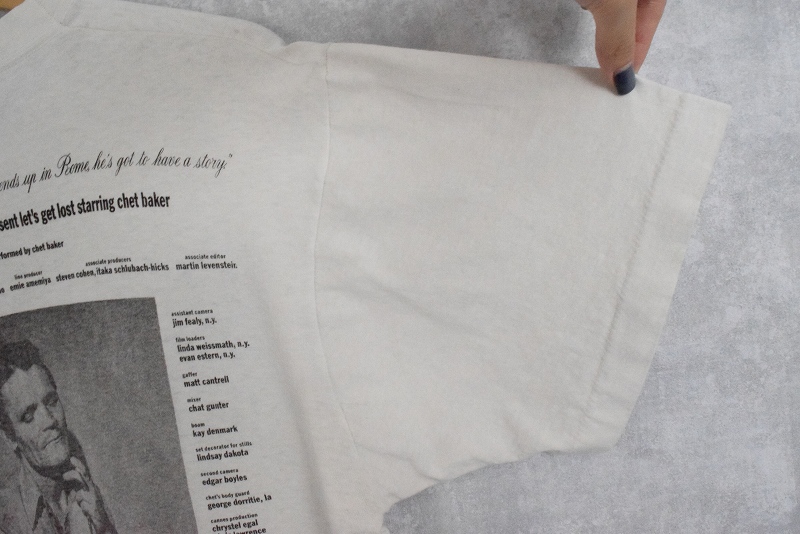 ends up in Rome, he's got to have a story."
sent let's get lost starring chet baker
formed by chet baker
line producer
emie amemiya
associate producers
steven cohen, itaka schlubach-hicks
associate editor
martin levenstein.
assistant camera
jim fealy, n.y.
film loaders
linda weissmath, n.y.
evan estern, n.y.
gaffer
matt cantrell
mixer
chat gunter
boom
kay denmark
set decorator for stills
lindsay dakota
second camera
edgar boyles
chet's body guard
george dorritie, la
cannes production
chrystel egal
lawrence